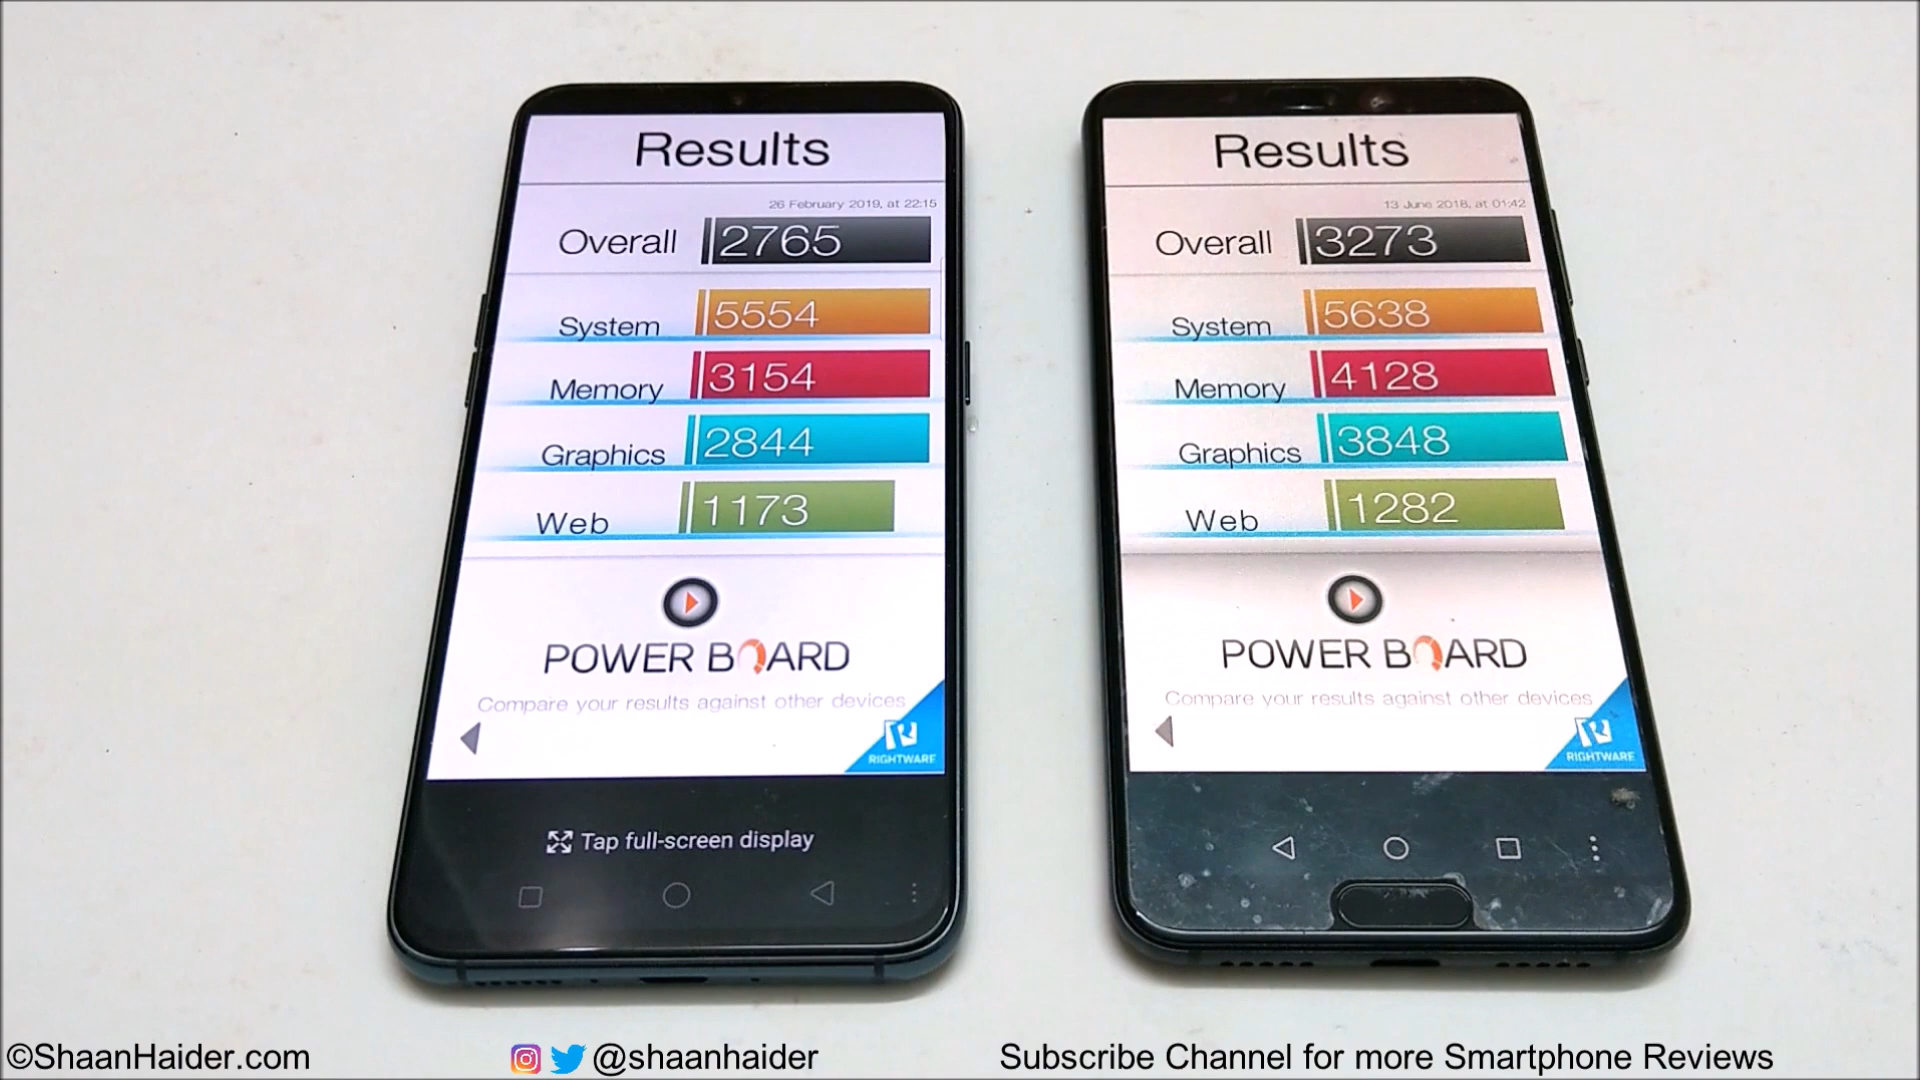 Results
26 February 2019, at 22:15
Overall 2765
System 5554
Memory 3154
Graphics 2844
Web 1173
POWER BOARD
Compare your results against other devices
RIGHTWARE
Tap full-screen display
Results
13 June 2018, at 01:42
Overall 3273
System 5638
Memory 4128
Graphics 3848
Web 1282
POWER BOARD
Compare your results against other devices
RIGHTWARE
©ShaanHaider.com
@shaanhaider
Subscribe Channel for more Smartphone Reviews